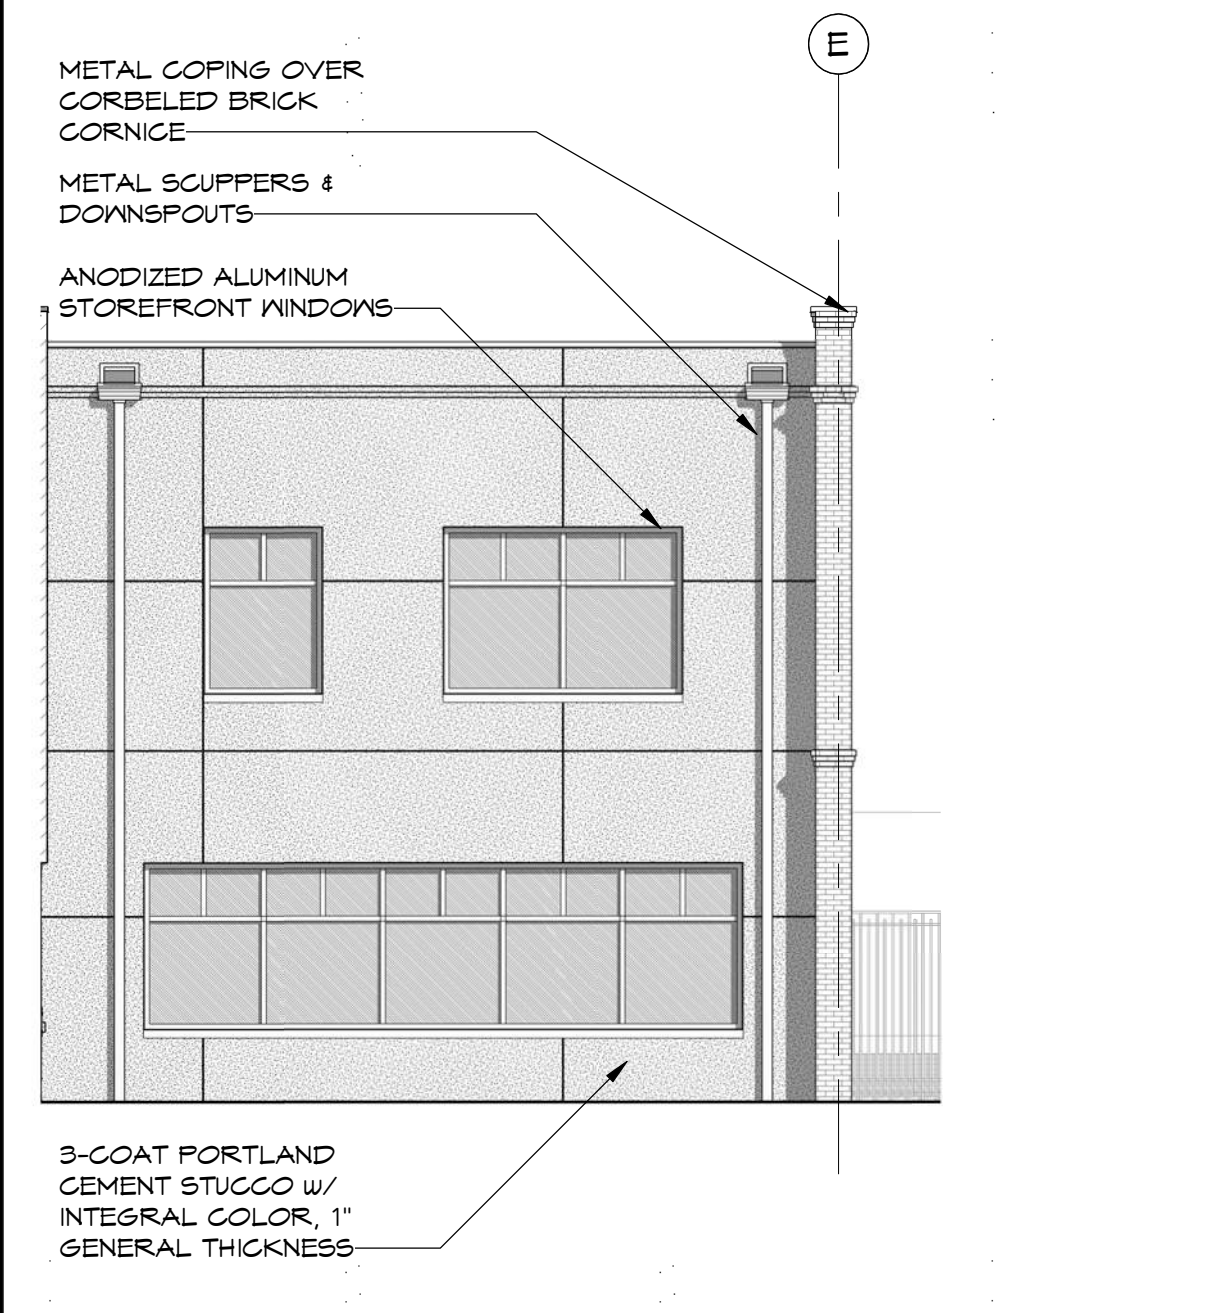 E
METAL COPING OVER
CORBELED BRICK
CORNICE
METAL SCUPPERS &
DOWNSPOUTS
ANODIZED ALUMINUM
STOREFRONT WINDOWS
3-COAT PORTLAND
CEMENT STUCCO W/
INTEGRAL COLOR, 1"
GENERAL THICKNESS